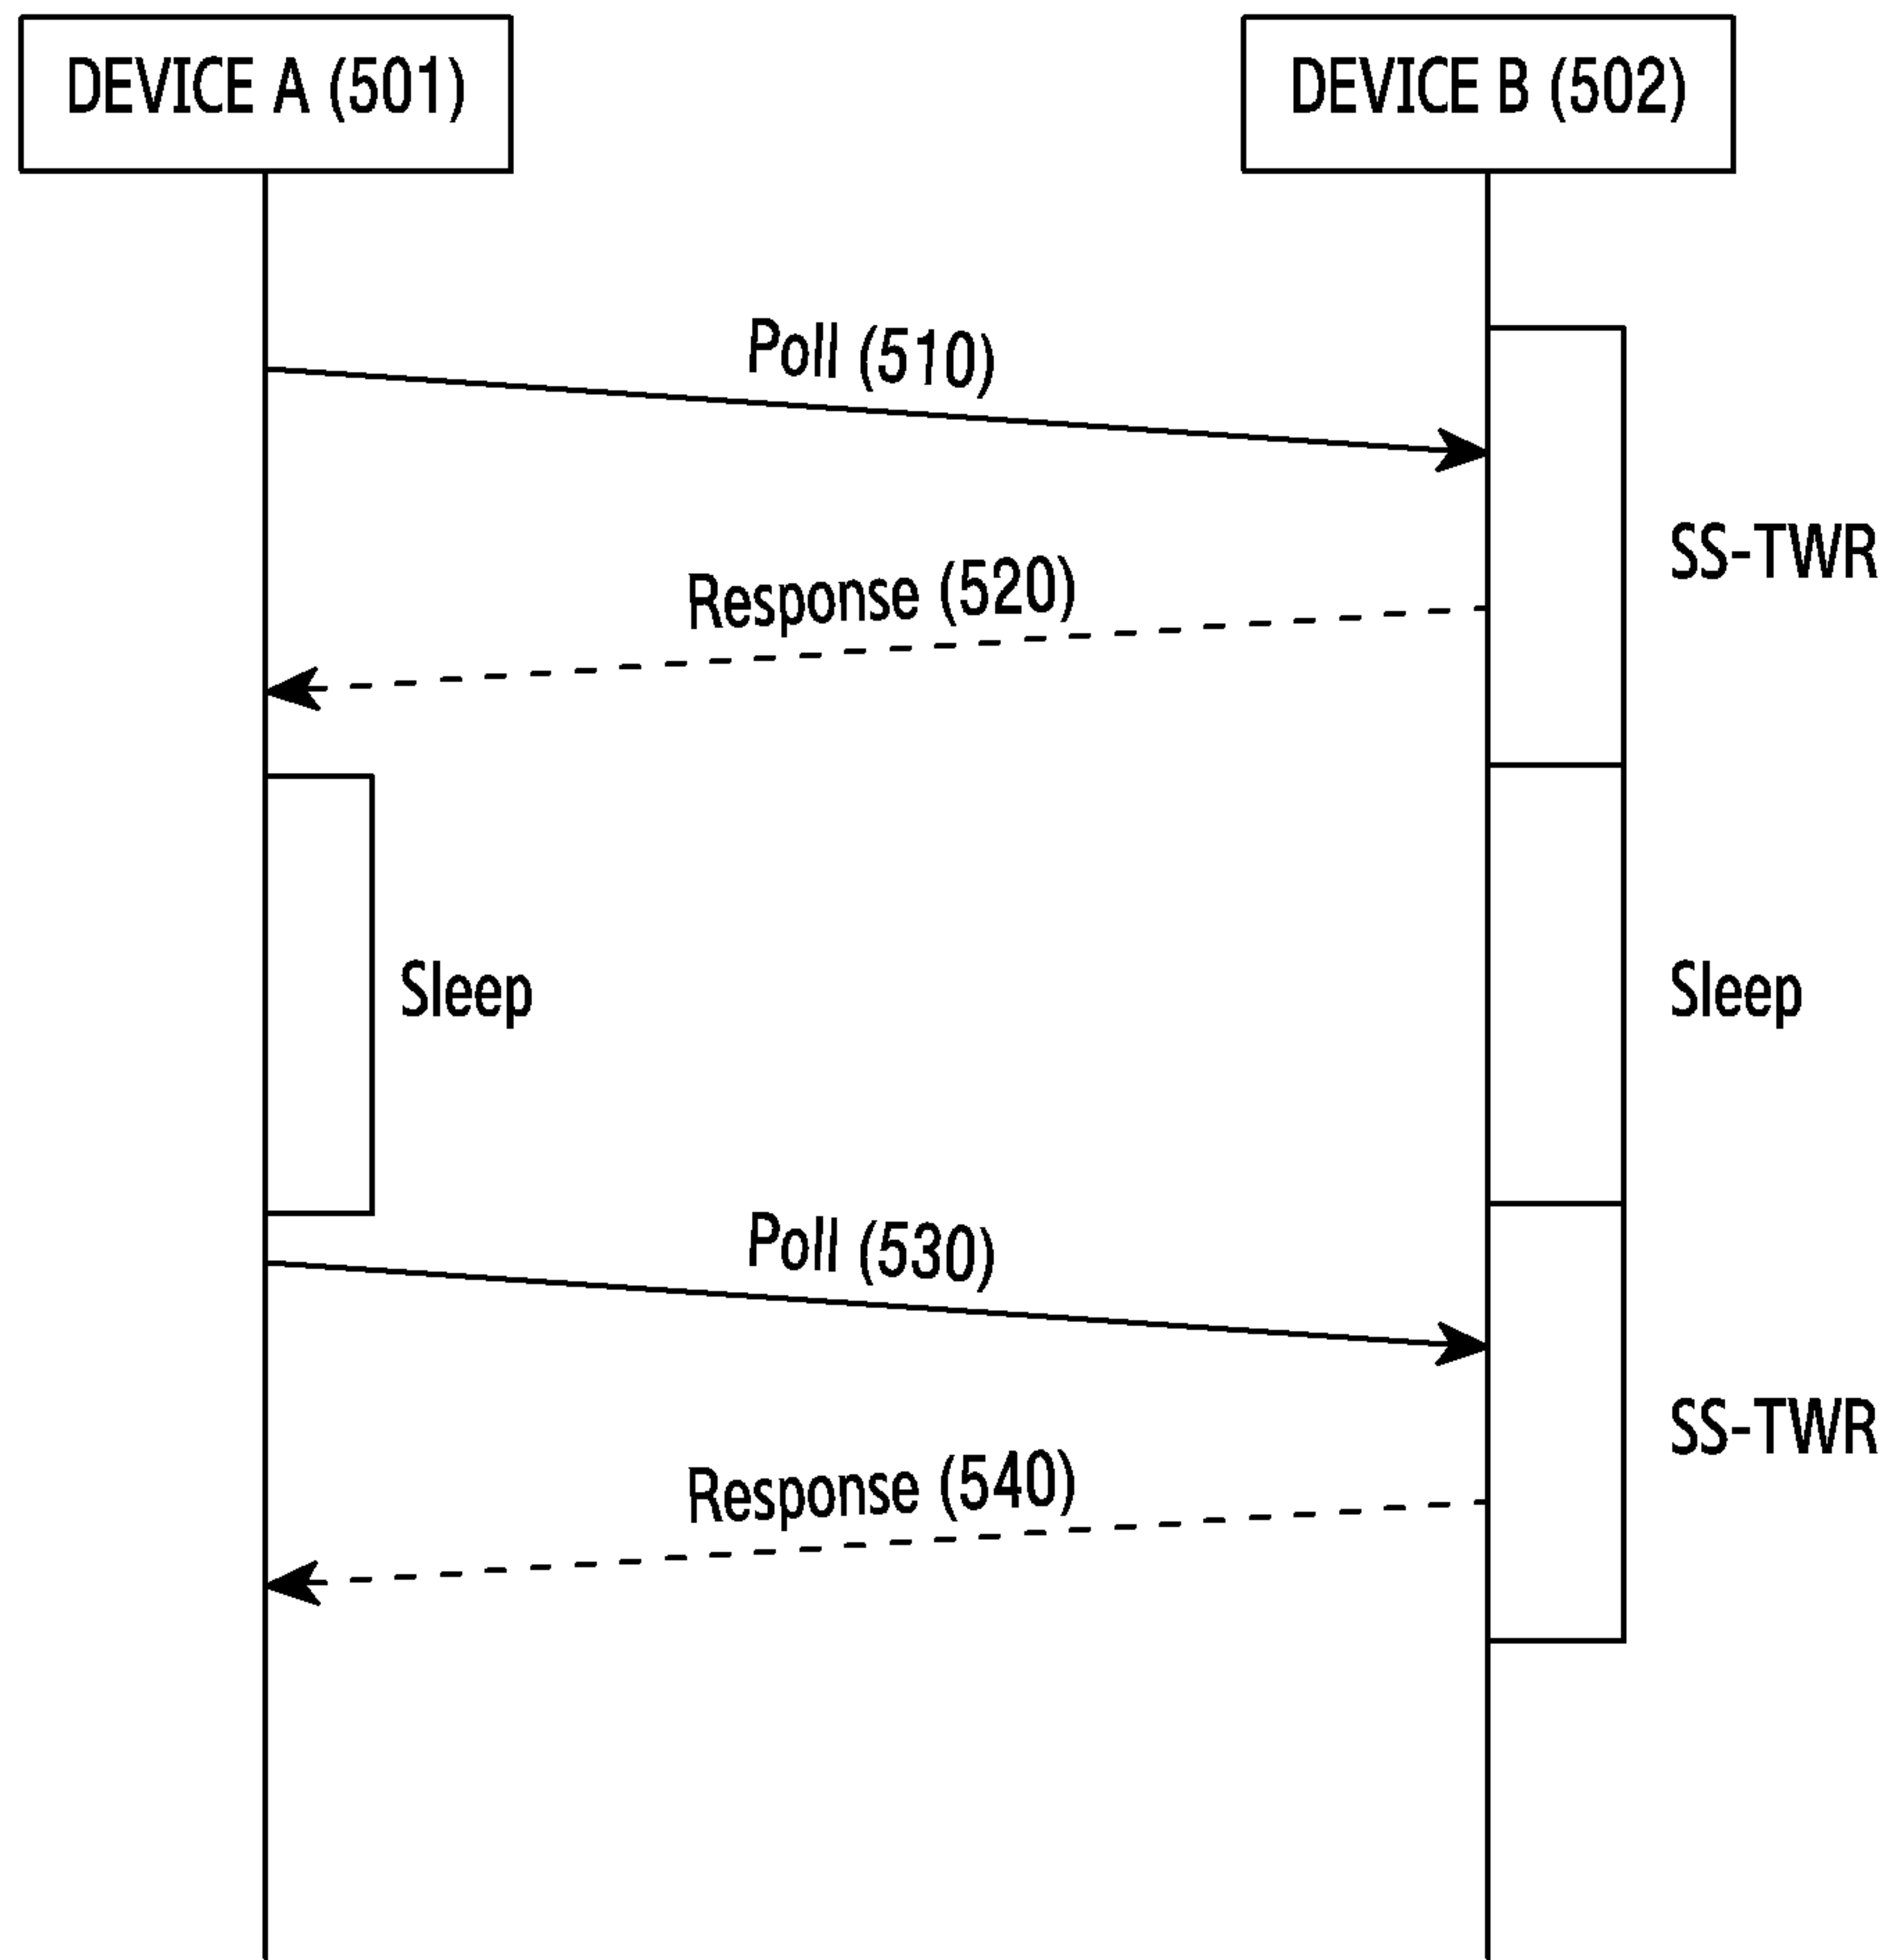 DEVICE A (501)
DEVICE B (502)
Poll (510)
SS-TWR
Response (520)
Sleep
Sleep
Poll (530)
SS-TWR
Response (540)